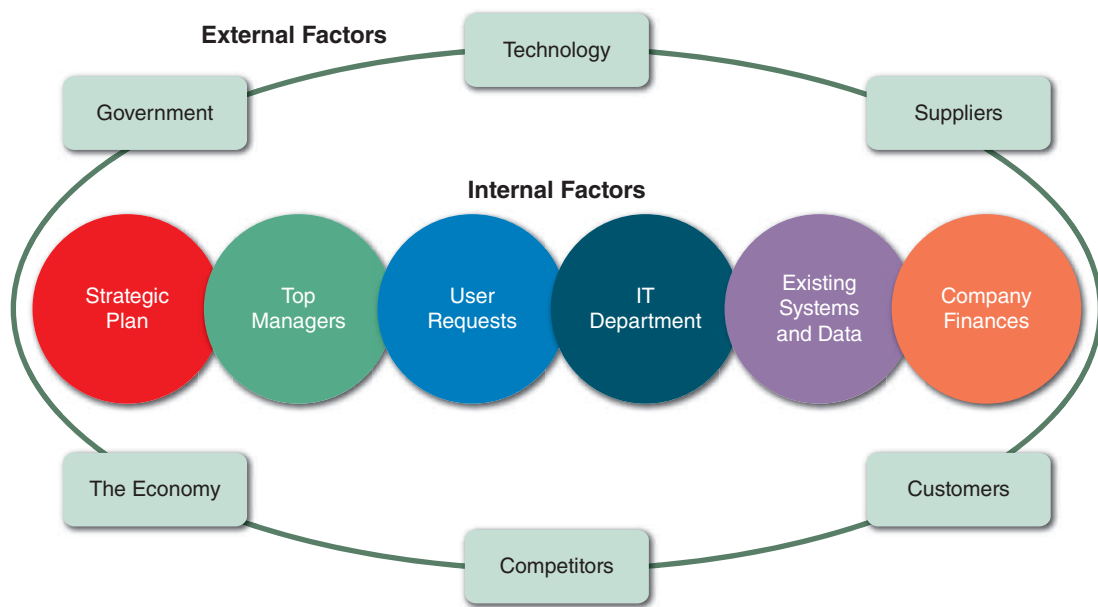 External Factors
Technology
Government
Suppliers
Internal Factors
Strategic
Plan
Top
Managers
User
Requests
IT
Department
Existing
Systems
and Data
Company
Finances
The Economy
Customers
Competitors